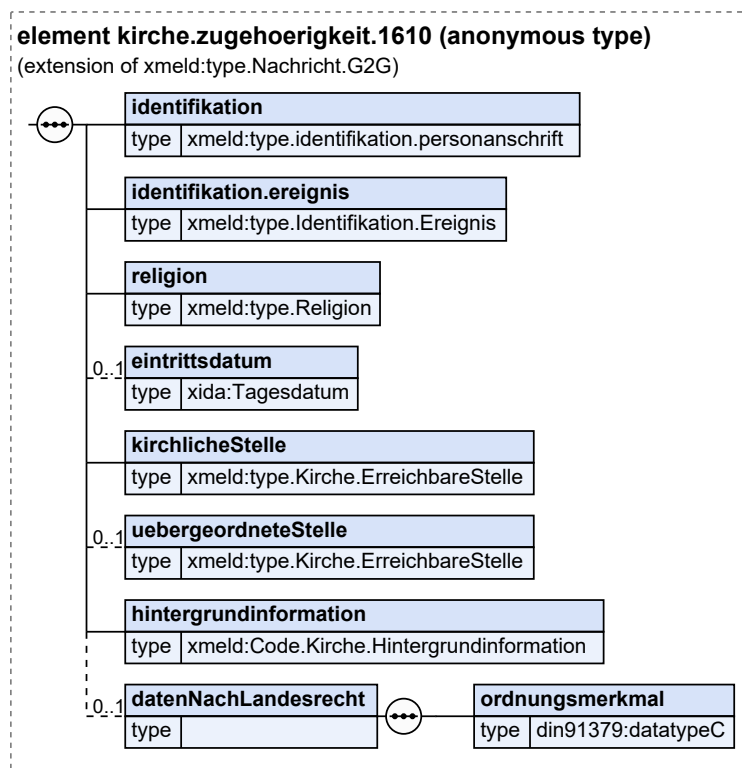 element kirche.zugehoerigkeit.1610 (anonymous type)
(extension of xmeld:type.Nachricht.G2G)
identifikation
type xmeld:type.identifikation.personanschrift
identifikation.ereignis
type xmeld:type.Identifikation.Ereignis
religion
type xmeld:type.Religion
0..1 eintrittsdatum
type xida:Tagesdatum
kirchlicheStelle
type xmeld:type.Kirche.ErreichbareStelle
0..1 uebergeordneteStelle
type xmeld:type.Kirche.ErreichbareStelle
hintergrundinformation
type xmeld:Code.Kirche.Hintergrundinformation
0..1 datenNachLandesrecht ordnungsmerkmal
type type din91379:datatypeC